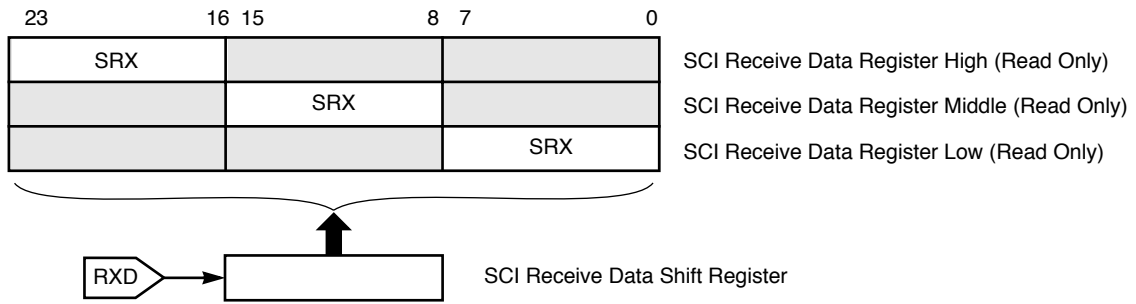 23 16 15 8 7 0
SRX SCI Receive Data Register High (Read Only)
SRX SCI Receive Data Register Middle (Read Only)
SRX SCI Receive Data Register Low (Read Only)
RXD SCI Receive Data Shift Register